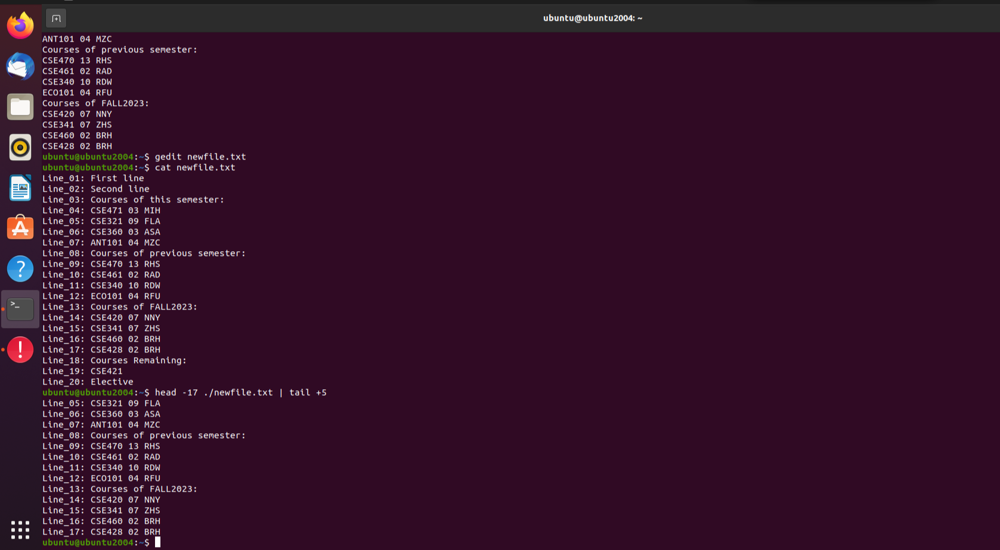 ubuntu@ubuntu2004: ~
ANT101 04 MZC
Courses of previous semester:
CSE470 13 RHS
CSE461 02 RAD
CSE340 10 RDW
ECO101 04 RFU
Courses of FALL2023:
CSE420 07 NNY
CSE341 07 ZHS
CSE460 02 BRH
CSE428 02 BRH
ubuntu@ubuntu2004:~$ gedit newfile.txt
ubuntu@ubuntu2004:~$ cat newfile.txt
Line_01: First line
Line_02: Second line
Line_03: Courses of this semester:
Line_04: CSE471 03 MIH
Line_05: CSE321 09 FLA
Line_06: CSE360 03 ASA
Line_07: ANT101 04 MZC
Line_08: Courses of previous semester:
Line_09: CSE470 13 RHS
Line_10: CSE461 02 RAD
Line_11: CSE340 10 RDW
Line_12: ECO101 04 RFU
Line_13: Courses of FALL2023:
Line_14: CSE420 07 NNY
Line_15: CSE341 07 ZHS
Line_16: CSE460 02 BRH
Line_17: CSE428 02 BRH
Line_18: Courses Remaining:
Line_19: CSE421
Line_20: Elective
ubuntu@ubuntu2004:~$ head -17 ./newfile.txt | tail +5
Line_05: CSE321 09 FLA
Line_06: CSE360 03 ASA
Line_07: ANT101 04 MZC
Line_08: Courses of previous semester:
Line_09: CSE470 13 RHS
Line_10: CSE461 02 RAD
Line_11: CSE340 10 RDW
Line_12: ECO101 04 RFU
Line_13: Courses of FALL2023:
Line_14: CSE420 07 NNY
Line_15: CSE341 07 ZHS
Line_16: CSE460 02 BRH
Line_17: CSE428 02 BRH
ubuntu@ubuntu2004:~$